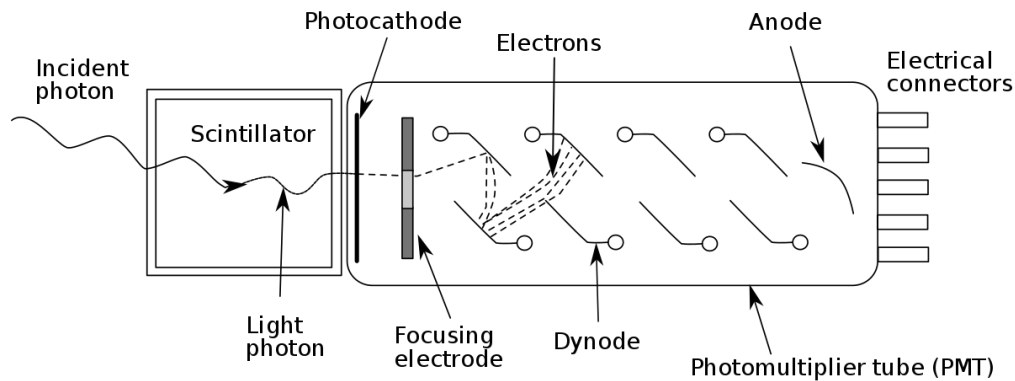 Photocathode
Anode
Electrons
Electrical
connectors
Incident
photon
Scintillator
Light
photon
Focusing
electrode
Dynode
Photomultiplier tube (PMT)